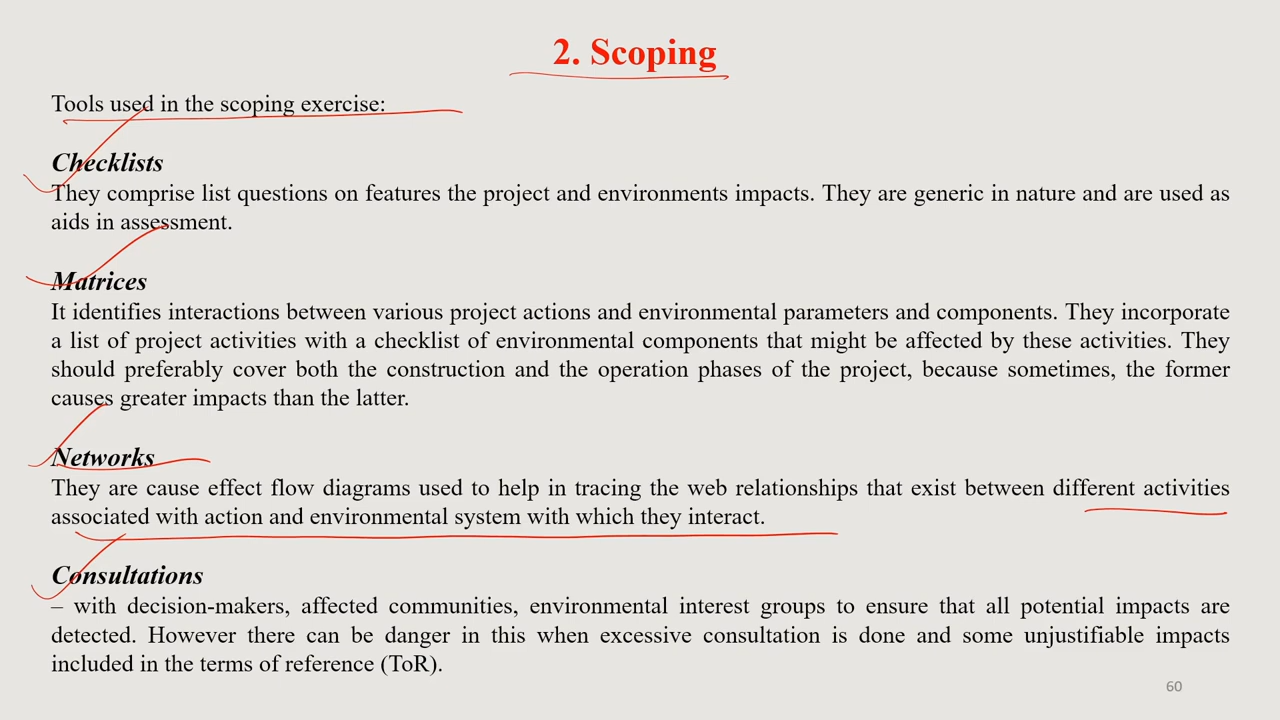 2. Scoping
Tools used in the scoping exercise:
Checklists
They comprise list questions on features the project and environments impacts. They are generic in nature and are used as
aids in assessment.
Matrices
It identifies interactions between various project actions and environmental parameters and components. They incorporate
a list of project activities with a checklist of environmental components that might be affected by these activities. They
should preferably cover both the construction and the operation phases of the project, because sometimes, the former
causes greater impacts than the latter.
Networks
They are cause effect flow diagrams used to help in tracing the web relationships that exist between different activities
associated with action and environmental system with which they interact.
Consultations
– with decision-makers, affected communities, environmental interest groups to ensure that all potential impacts are
detected. However there can be danger in this when excessive consultation is done and some unjustifiable impacts
included in the terms of reference (ToR).
60